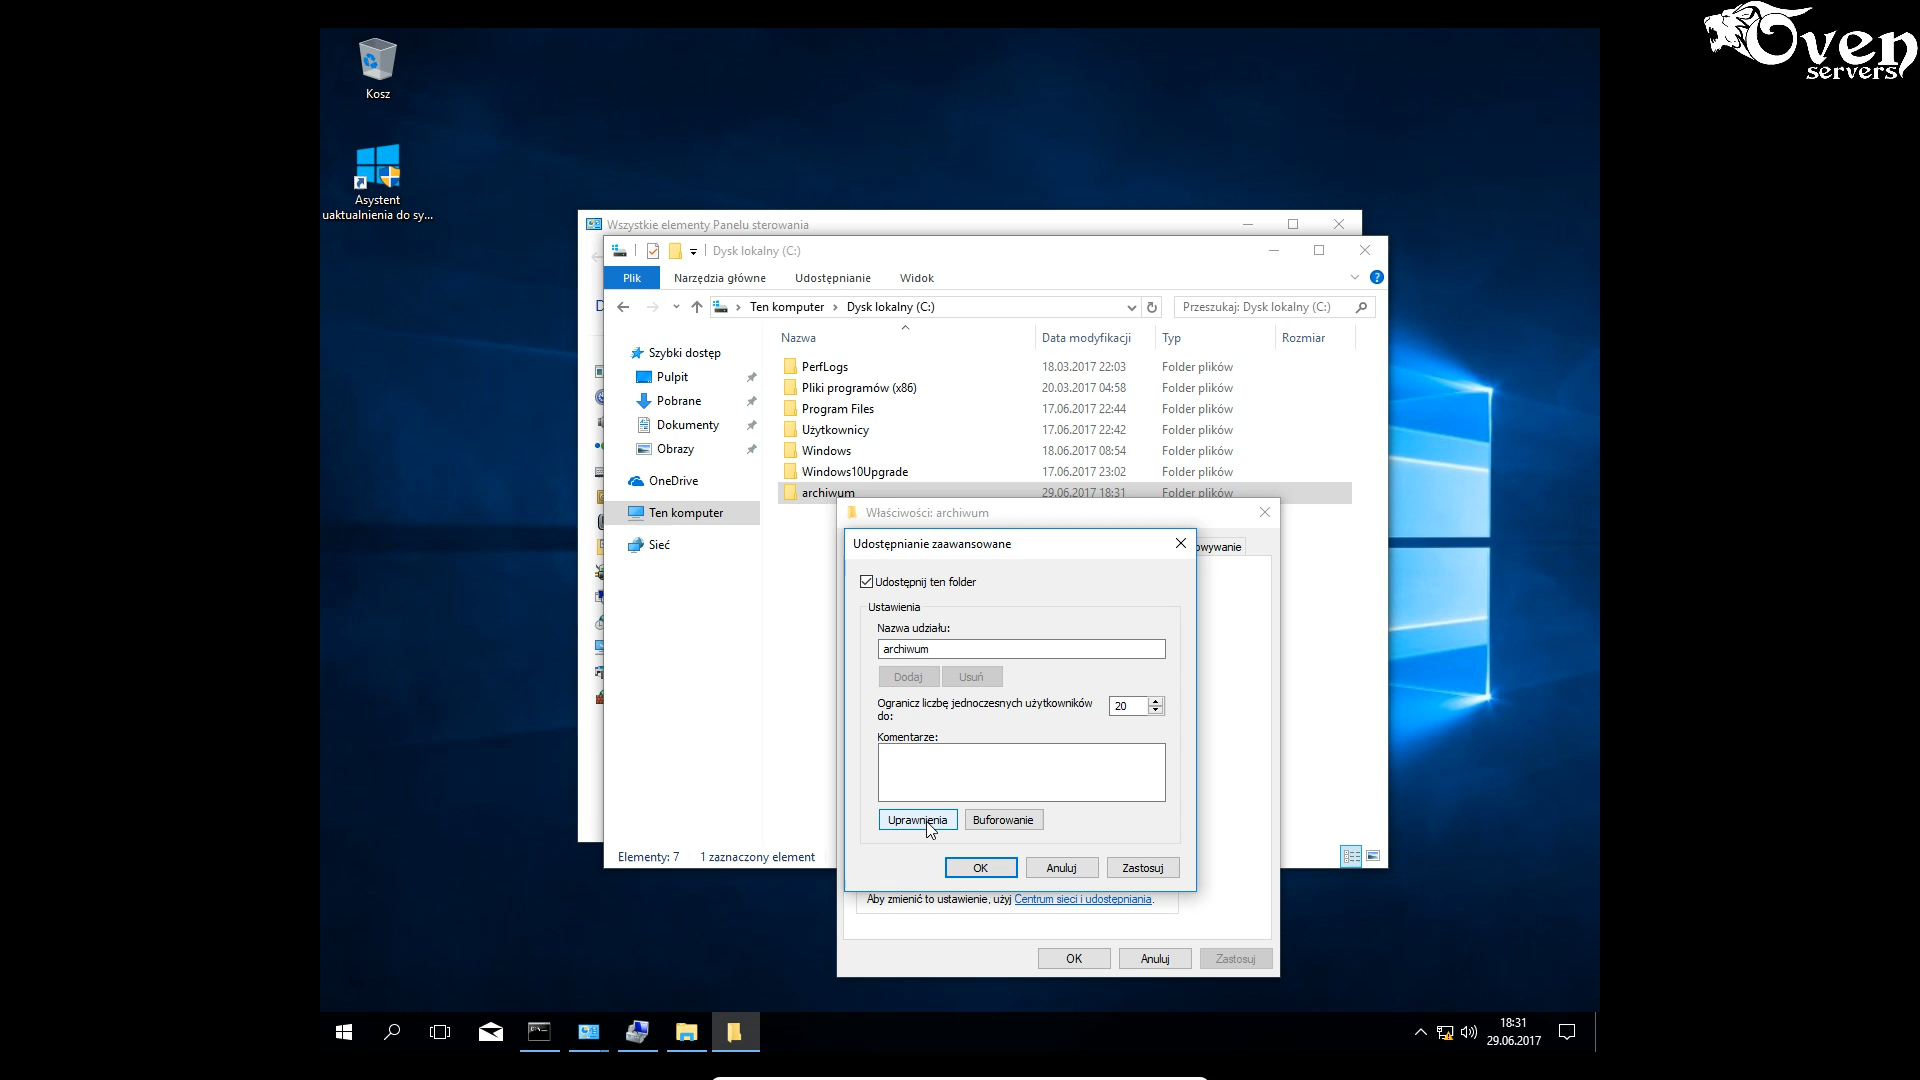 Oven
servers
Kosz
Asystent
uaktualnienia do sy...
Wszystkie elementy Panelu sterowania
Dysk lokalny (C:)
Plik
Narzędzia główne
Udostępnianie
Widok
Ten komputer
Dysk lokalny (C:)
Przeszukaj: Dysk lokalny (C:)
Nazwa
Data modyfikacji
Typ
Rozmiar
Szybki dostęp
Pulpit
Pobrane
Dokumenty
Obrazy
OneDrive
Ten komputer
Sieć
PerfLogs 18.03.2017 22:03 Folder plików
Pliki programów (x86) 20.03.2017 04:58 Folder plików
Program Files 17.06.2017 22:44 Folder plików
Użytkownicy 17.06.2017 22:42 Folder plików
Windows 18.06.2017 08:54 Folder plików
Windows10Upgrade 17.06.2017 23:02 Folder plików
archiwum 29.06.2017 18:31 Folder plików
Właściwości: archiwum
Udostępnianie zaawansowane
Udostępnij ten folder
Ustawienia
Nazwa udziału:
archiwum
Dodaj
Usuń
Ogranicz liczbę jednoczesnych użytkowników
do:
20
Komentarze:
Uprawnienia
Buforowanie
OK
Anuluj
Zastosuj
Aby zmienić to ustawienie, użyj Centrum sieci i udostępniania.
OK
Anuluj
Zastosuj
Elementy: 7
1 zaznaczony element
18:31
29.06.2017